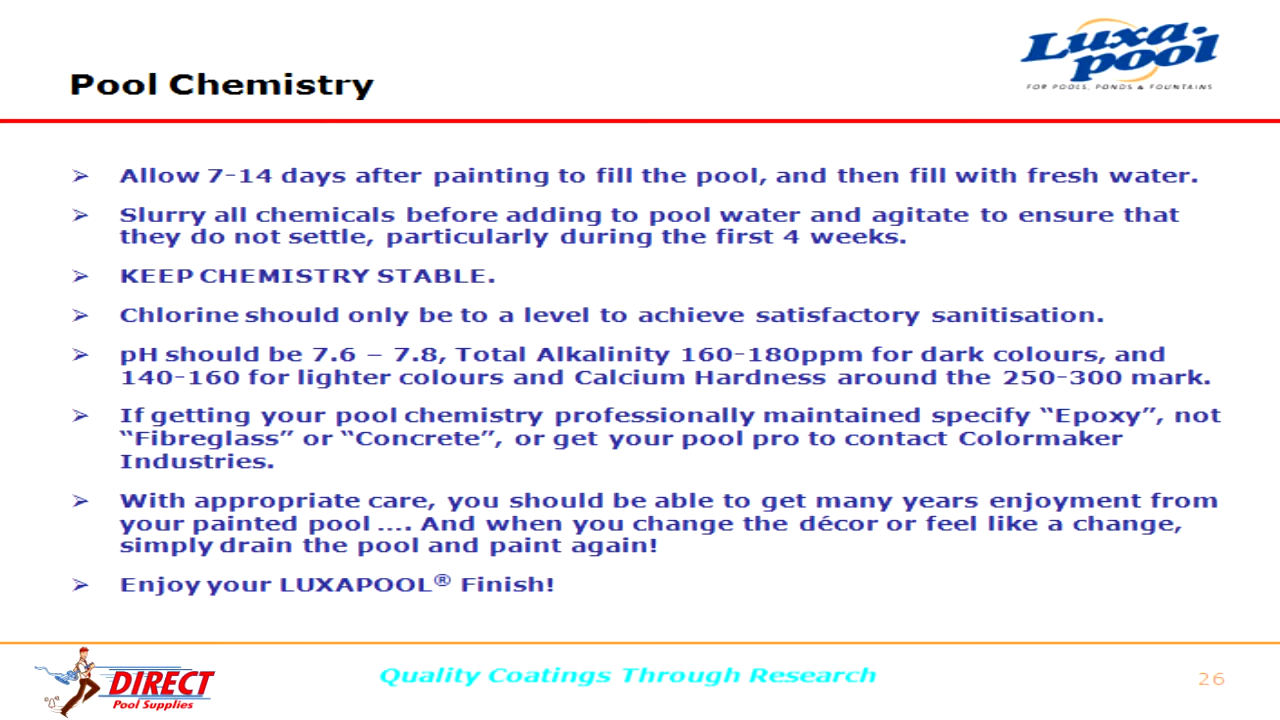 Luxa
pool
FOR POOLS, PONDS & FOUNTAINS
Pool Chemistry
➢ Allow 7-14 days after painting to fill the pool, and then fill with fresh water.
➢ Slurry all chemicals before adding to pool water and agitate to ensure that
they do not settle, particularly during the first 4 weeks.
➢ KEEP CHEMISTRY STABLE.
➢ Chlorine should only be to a level to achieve satisfactory sanitisation.
➢ pH should be 7.6 – 7.8, Total Alkalinity 160-180ppm for dark colours, and
140-160 for lighter colours and Calcium Hardness around the 250-300 mark.
➢ If getting your pool chemistry professionally maintained specify “Epoxy”, not
“Fibreglass” or “Concrete”, or get your pool pro to contact Colormaker
Industries.
➢ With appropriate care, you should be able to get many years enjoyment from
your painted pool …. And when you change the décor or feel like a change,
simply drain the pool and paint again!
➢ Enjoy your LUXAPOOL® Finish!
DIRECT
Pool Supplies
Quality Coatings Through Research
26